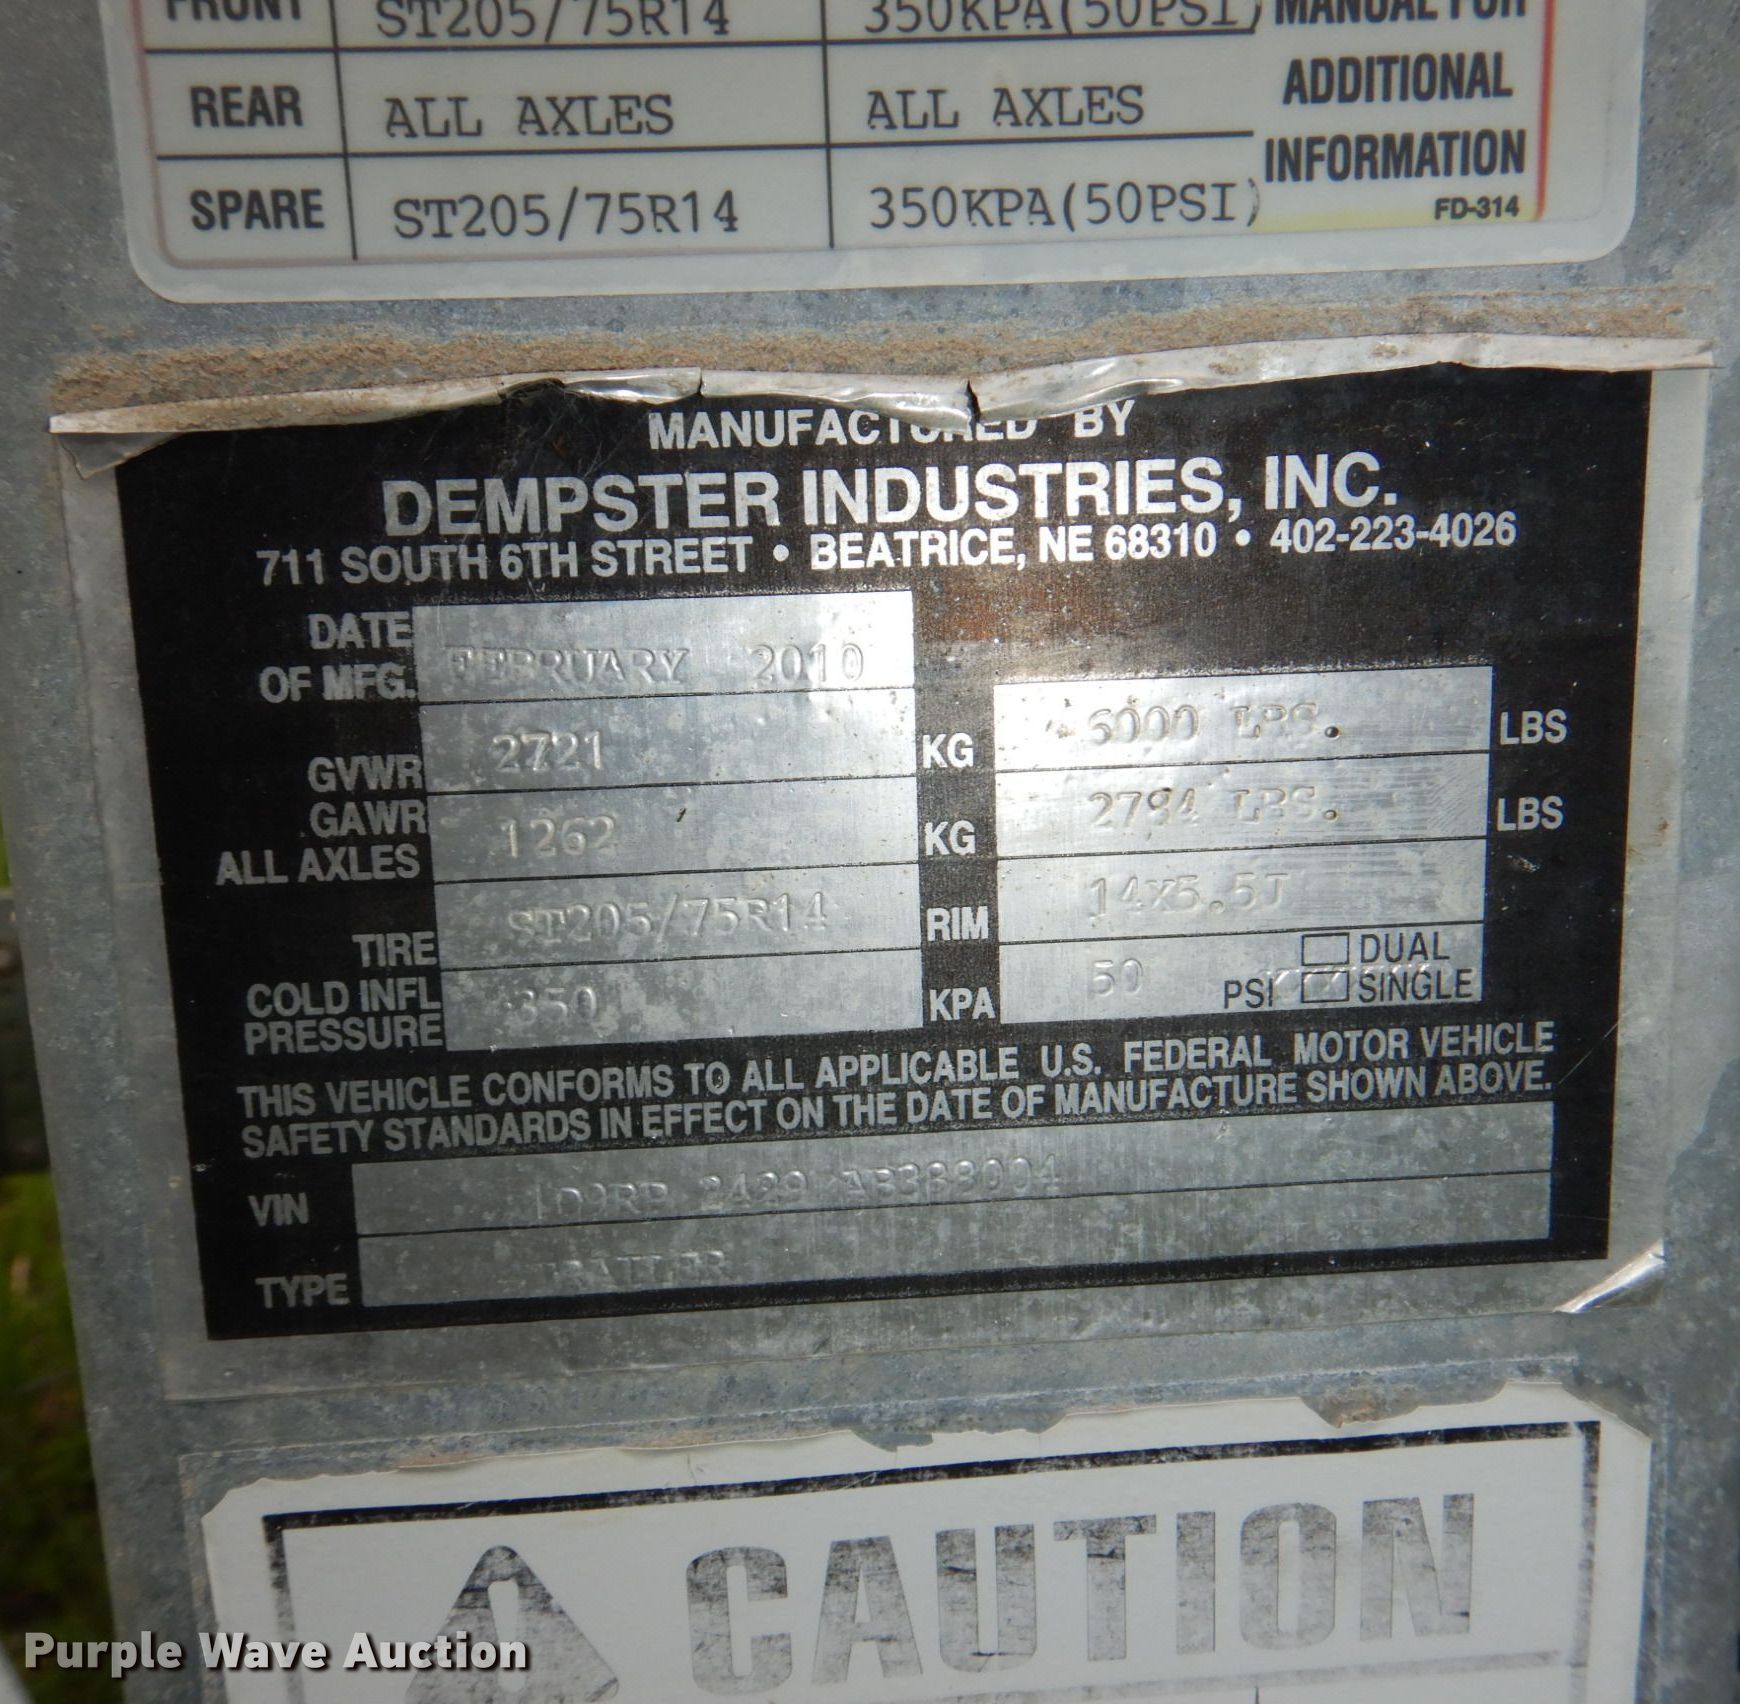 FRONT ST205/75R14 350KPA(50PSI) MANUAL FOR
REAR ALL AXLES ALL AXLES ADDITIONAL
INFORMATION
SPARE ST205/75R14 350KPA(50PSI)
FD-314
MANUFACTURED BY
DEMPSTER INDUSTRIES, INC.
711 SOUTH 6TH STREET • BEATRICE, NE 68310 • 402-223-4026
DATE
OF MFG. FEBRUARY 2010
GVWR 2721 KG 6000 LBS. LBS
GAWR
ALL AXLES 1262 KG 2784 LBS. LBS
TIRE ST205/75R14 RIM 14X5.5J
COLD INFL
PRESSURE 350 KPA 50 PSI DUAL
SINGLE
THIS VEHICLE CONFORMS TO ALL APPLICABLE U.S. FEDERAL MOTOR VEHICLE
SAFETY STANDARDS IN EFFECT ON THE DATE OF MANUFACTURE SHOWN ABOVE.
VIN
TYPE TRAILER
CAUTION
Purple Wave Auction